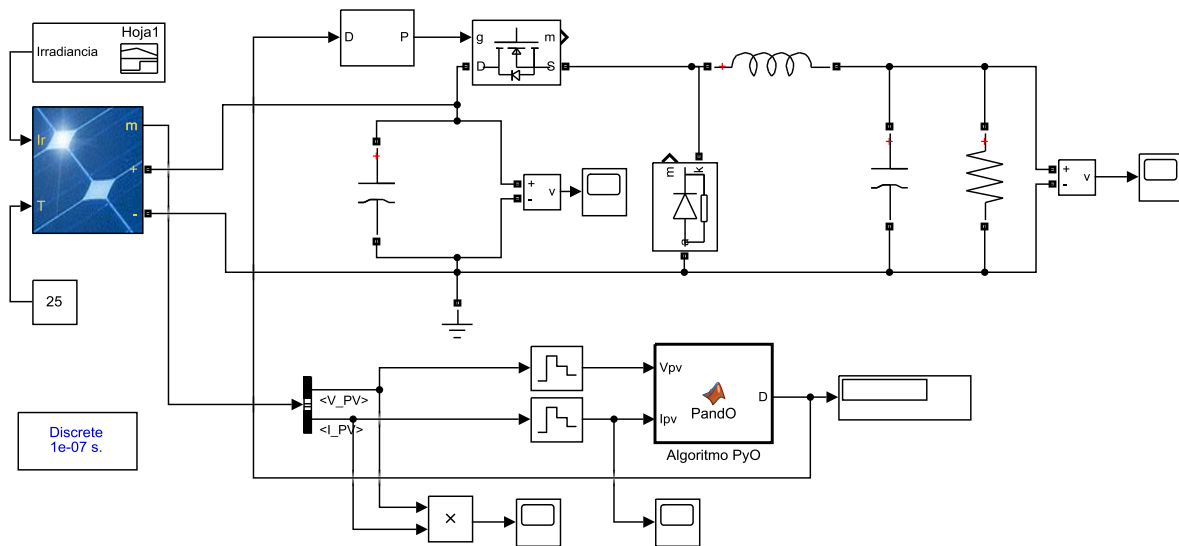 Hoja1
Irradiancia
D
P
g
m
D
S
Ir
m
+
T
-
+
-
v
m
k
a
+
-
v
25
<V_PV>
<I_PV>
Vpv
Ipv
D
PandO
Algoritmo PyO
Discrete
1e-07 s.
×